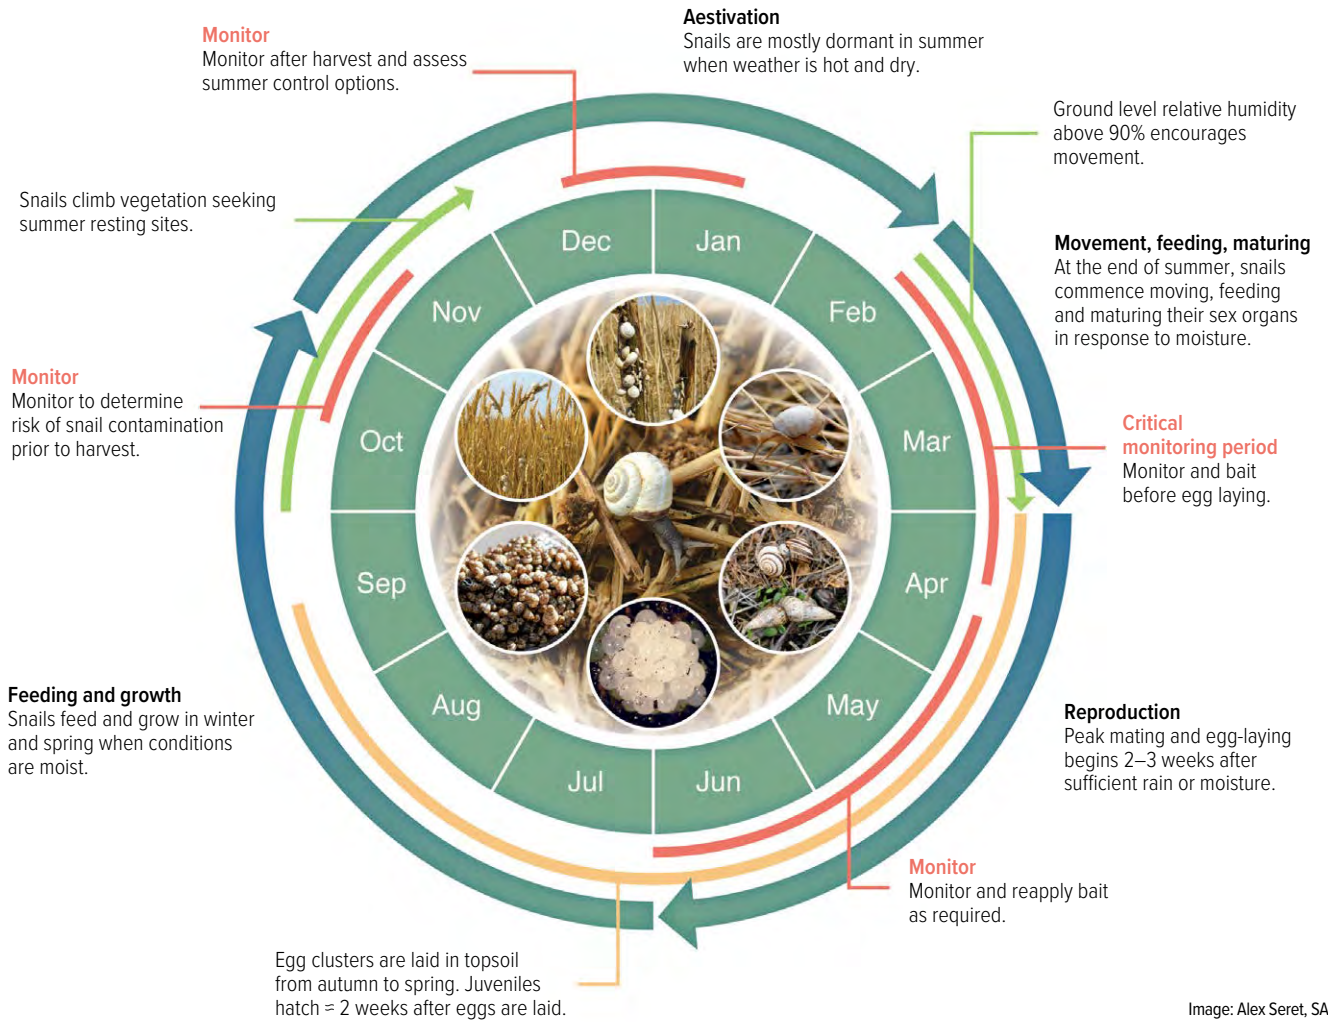 Aestivation
Snails are mostly dormant in summer
when weather is hot and dry.
Monitor
Monitor after harvest and assess
summer control options.
Ground level relative humidity
above 90% encourages
movement.
Snails climb vegetation seeking
summer resting sites.
Movement, feeding, maturing
At the end of summer, snails
commence moving, feeding
and maturing their sex organs
in response to moisture.
Monitor
Monitor to determine
risk of snail contamination
prior to harvest.
Critical
monitoring period
Monitor and bait
before egg laying.
Dec
Jan
Nov
Feb
Oct
Mar
Sep
Apr
Aug
May
Jul
Jun
Feeding and growth
Snails feed and grow in winter
and spring when conditions
are moist.
Reproduction
Peak mating and egg-laying
begins 2–3 weeks after
sufficient rain or moisture.
Monitor
Monitor and reapply bait
as required.
Egg clusters are laid in topsoil
from autumn to spring. Juveniles
hatch ≈ 2 weeks after eggs are laid.
Image: Alex Seret, SA